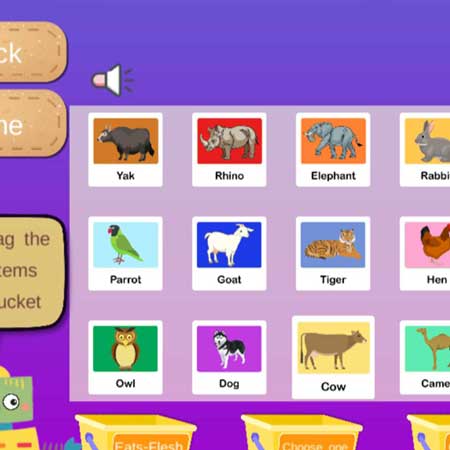 ck
me
ag the
tems
ucket
Yak
Rhino
Elephant
Rabbi
Parrot
Goat
Tiger
Hen
Owl
Dog
Cow
Came
Eats-Flesh
Choose one